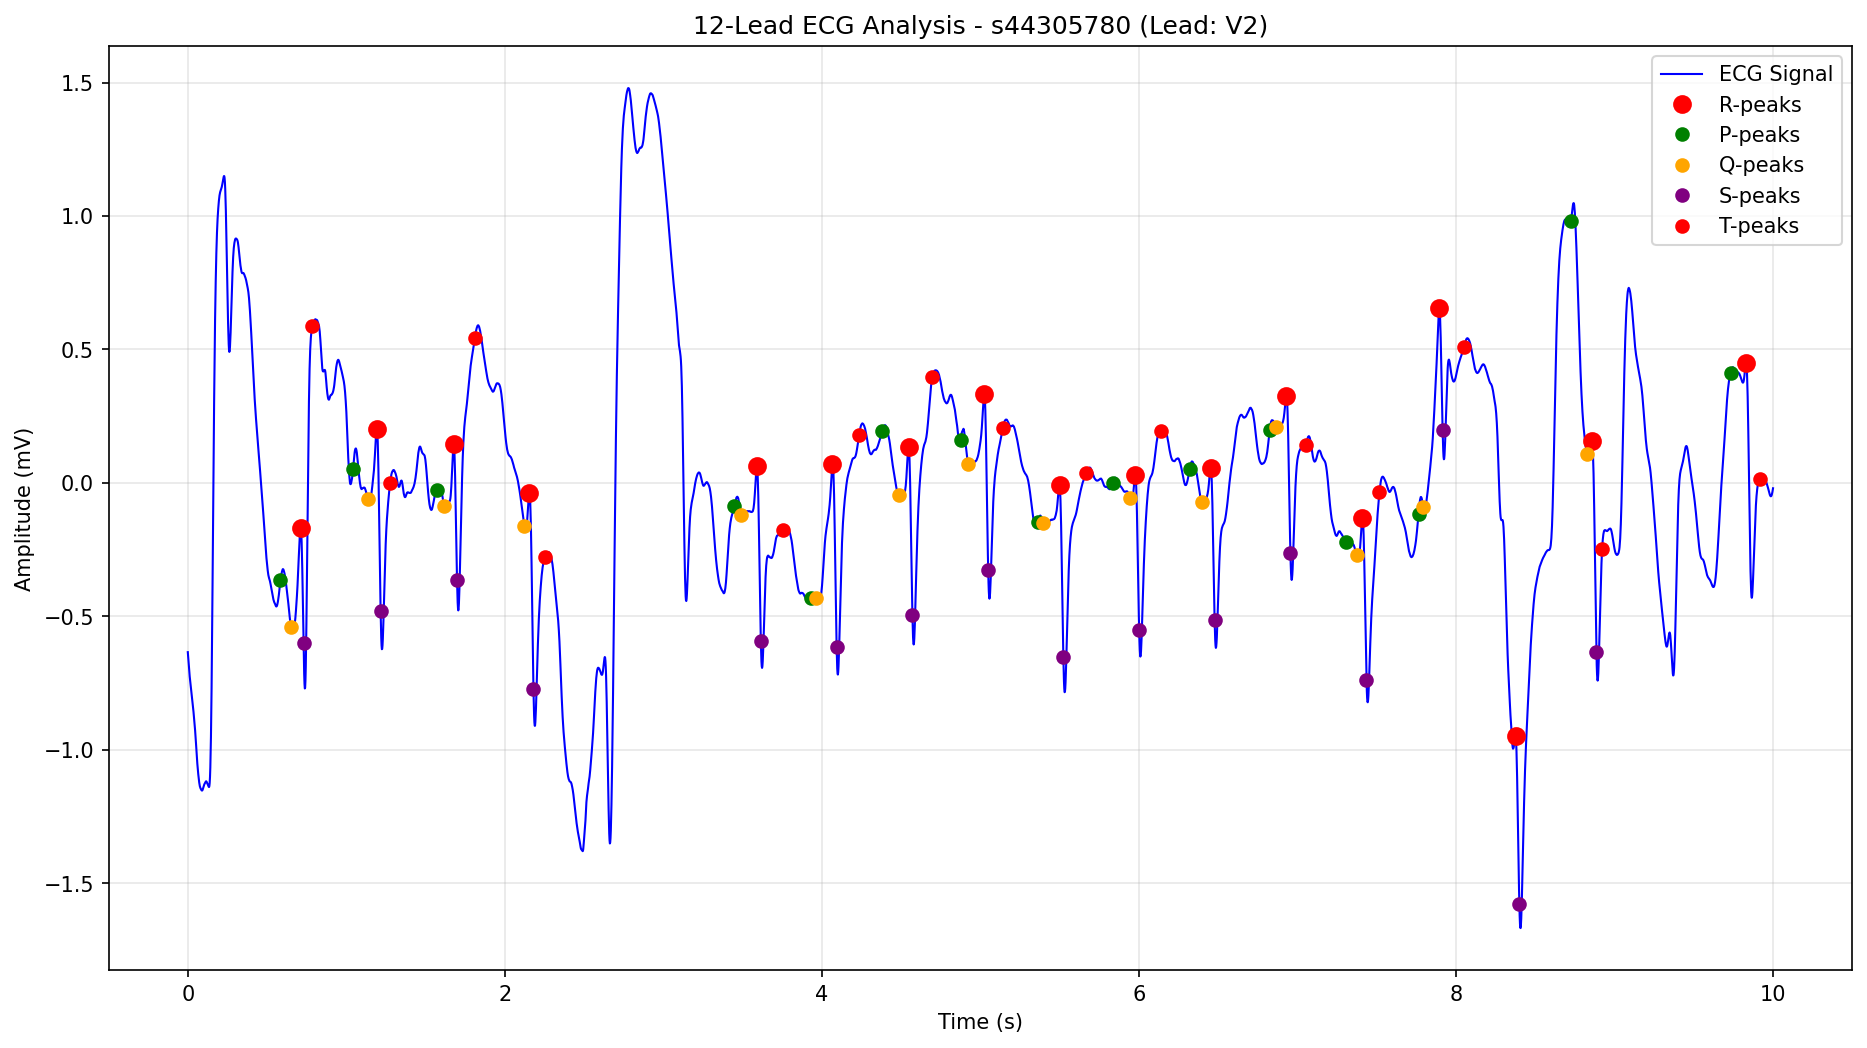 12-Lead ECG Analysis - s44305780 (Lead: V2)
ECG Signal
R-peaks
P-peaks
Q-peaks
S-peaks
T-peaks
Amplitude (mV)
1.5
1.0
0.5
0.0
−0.5
−1.0
−1.5
0 2 4 6 8 10
Time (s)